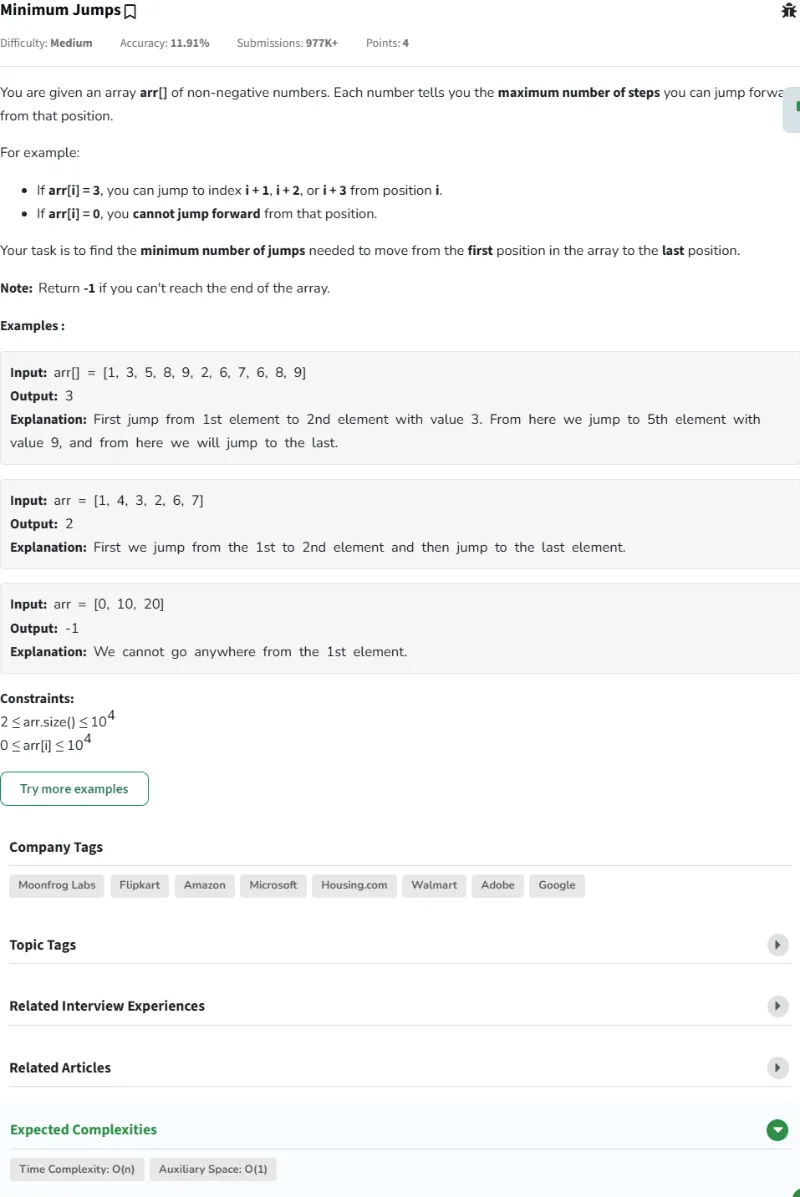 Minimum Jumps
Difficulty: Medium Accuracy: 11.91% Submissions: 977K+ Points: 4
You are given an array arr[] of non-negative numbers. Each number tells you the maximum number of steps you can jump forwa
from that position.
For example:
• If arr[i] = 3, you can jump to index i + 1, i + 2, or i + 3 from position i.
• If arr[i] = 0, you cannot jump forward from that position.
Your task is to find the minimum number of jumps needed to move from the first position in the array to the last position.
Note: Return -1 if you can't reach the end of the array.
Examples :
Input: arr[] = [1, 3, 5, 8, 9, 2, 6, 7, 6, 8, 9]
Output: 3
Explanation: First jump from 1st element to 2nd element with value 3. From here we jump to 5th element with
value 9, and from here we will jump to the last.
Input: arr = [1, 4, 3, 2, 6, 7]
Output: 2
Explanation: First we jump from the 1st to 2nd element and then jump to the last element.
Input: arr = [0, 10, 20]
Output: -1
Explanation: We cannot go anywhere from the 1st element.
Constraints:
2 ≤ arr.size() ≤ 10⁴
0 ≤ arr[i] ≤ 10⁴
Try more examples
Company Tags
Moonfrog Labs Flipkart Amazon Microsoft Housing.com Walmart Adobe Google
Topic Tags
Related Interview Experiences
Related Articles
Expected Complexities
Time Complexity: O(n) Auxiliary Space: O(1)